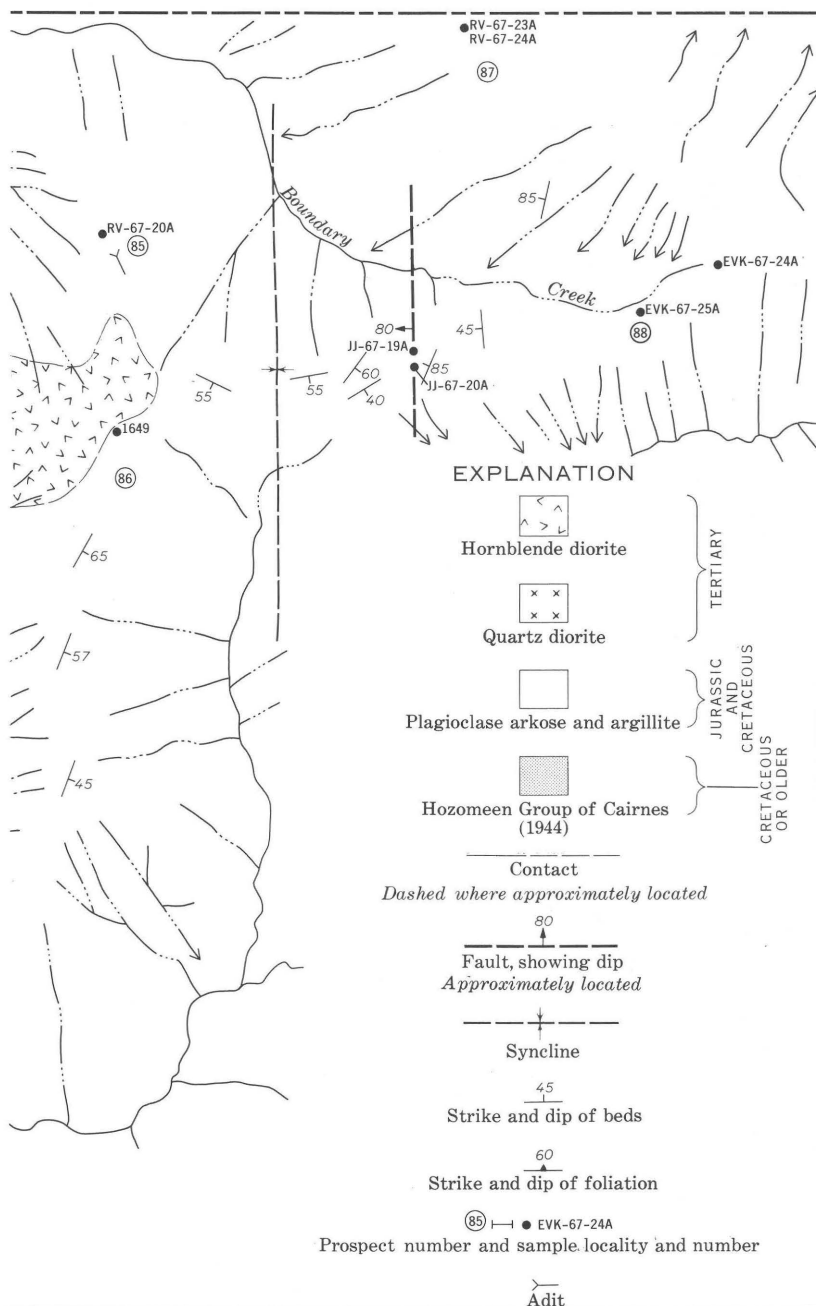 RV-67-23A
RV-67-24A
87
85
Boundary
RV-67-20A
85
EVK-67-24A
Creek
EVK-67-25A
88
80
45
JJ-67-19A
85
60
55
55
40
JJ-67-20A
1649
86
65
57
45
EXPLANATION
Hornblende diorite
Quartz diorite
TERTIARY
Plagioclase arkose and argillite
JURASSIC
AND
CRETACEOUS
Hozomeen Group of Cairnes
(1944)
CRETACEOUS
OR OLDER
Contact
Dashed where approximately located
80
Fault, showing dip
Approximately located
Syncline
45
Strike and dip of beds
60
Strike and dip of foliation
85 EVK-67-24A
Prospect number and sample locality and number
Adit